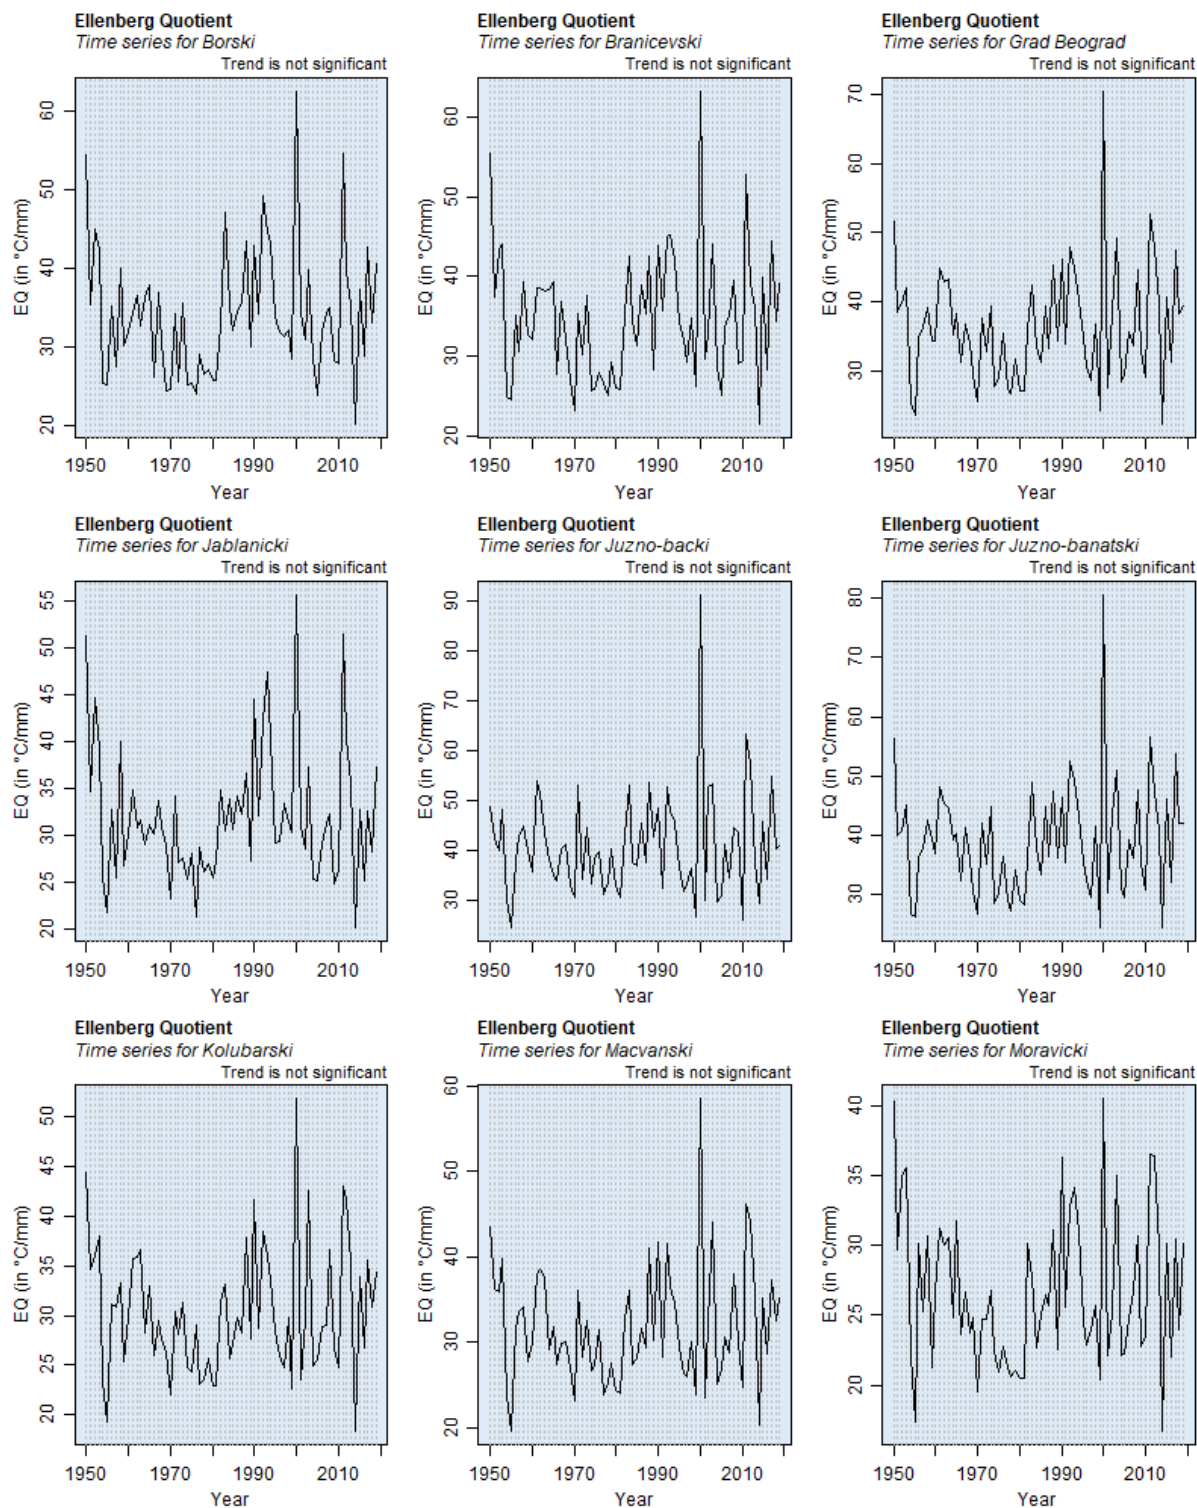 Ellenberg Quotient
Time series for Borski
Trend is not significant
EQ (in °C/mm)
60
50
40
30
20
1950 1970 1990 2010
Year
Ellenberg Quotient
Time series for Branicevski
Trend is not significant
EQ (in °C/mm)
60
50
40
30
20
1950 1970 1990 2010
Year
Ellenberg Quotient
Time series for Grad Beograd
Trend is not significant
EQ (in °C/mm)
70
60
50
40
30
1950 1970 1990 2010
Year
Ellenberg Quotient
Time series for Jablanicki
Trend is not significant
EQ (in °C/mm)
55
50
45
40
35
30
25
20
1950 1970 1990 2010
Year
Ellenberg Quotient
Time series for Juzno-backi
Trend is not significant
EQ (in °C/mm)
90
80
70
60
50
40
30
1950 1970 1990 2010
Year
Ellenberg Quotient
Time series for Juzno-banatski
Trend is not significant
EQ (in °C/mm)
80
70
60
50
40
30
1950 1970 1990 2010
Year
Ellenberg Quotient
Time series for Kolubarski
Trend is not significant
EQ (in °C/mm)
50
45
40
35
30
25
20
1950 1970 1990 2010
Year
Ellenberg Quotient
Time series for Macvanski
Trend is not significant
EQ (in °C/mm)
60
50
40
30
20
1950 1970 1990 2010
Year
Ellenberg Quotient
Time series for Moravicki
Trend is not significant
EQ (in °C/mm)
40
35
30
25
20
1950 1970 1990 2010
Year